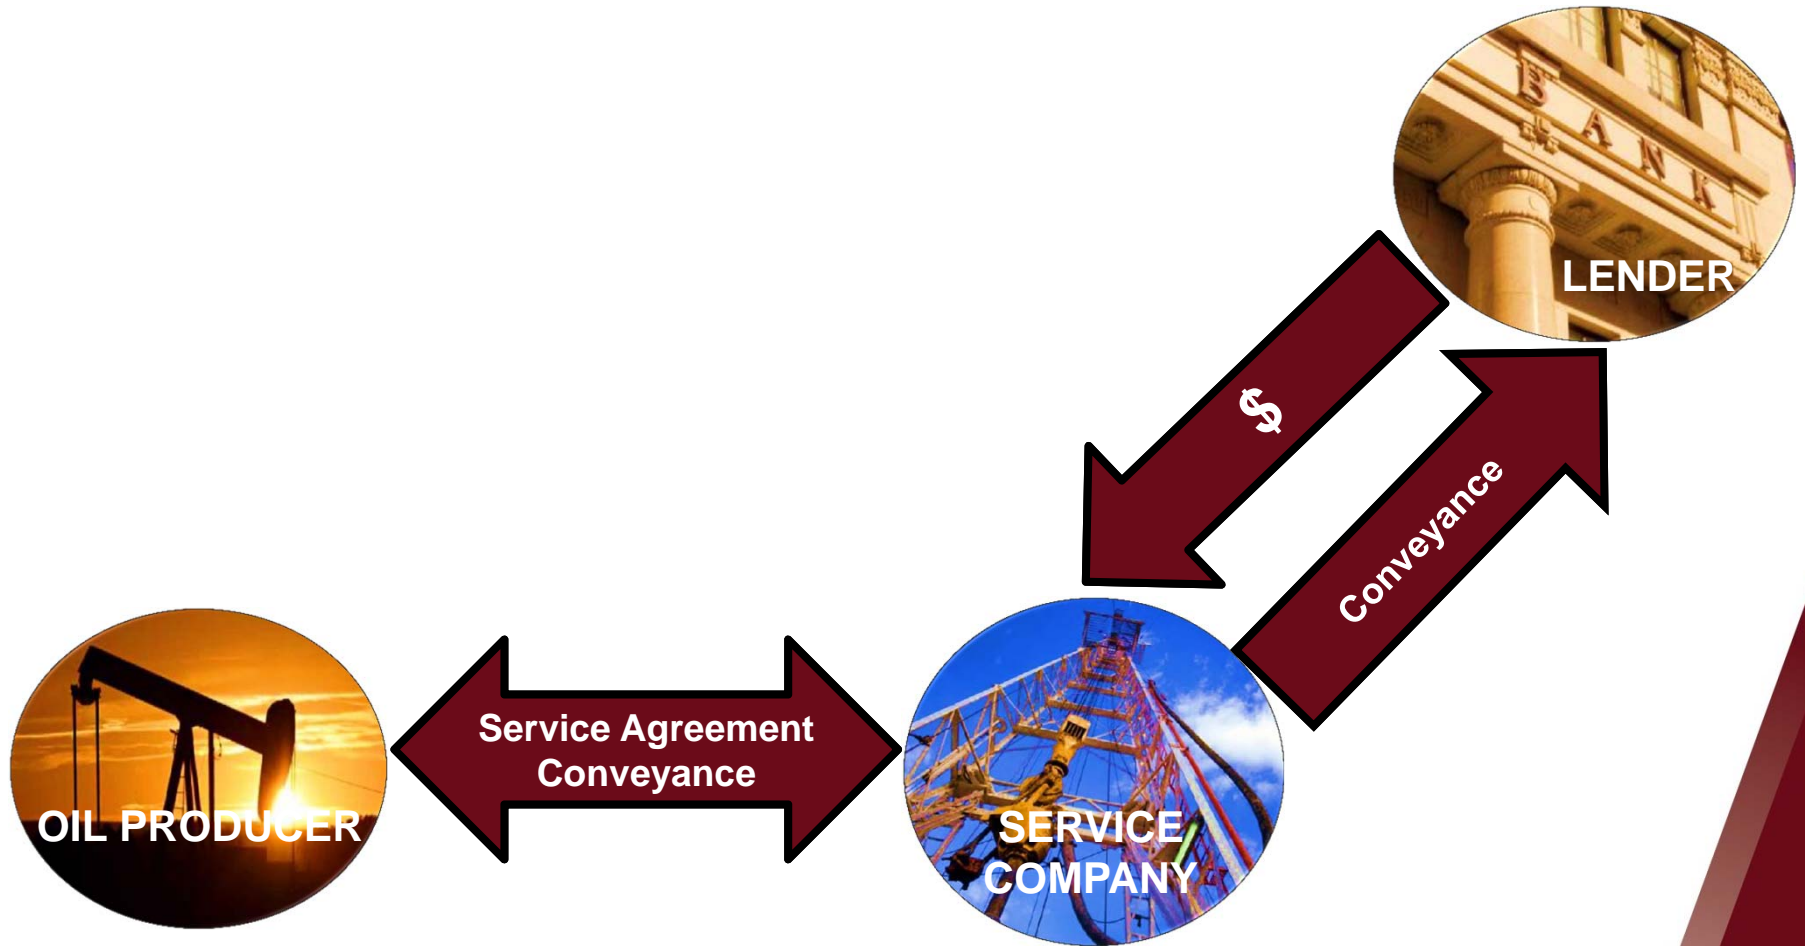 BANK
LENDER
$
Conveyance
Service Agreement
Conveyance
OIL PRODUCER
SERVICE
COMPANY